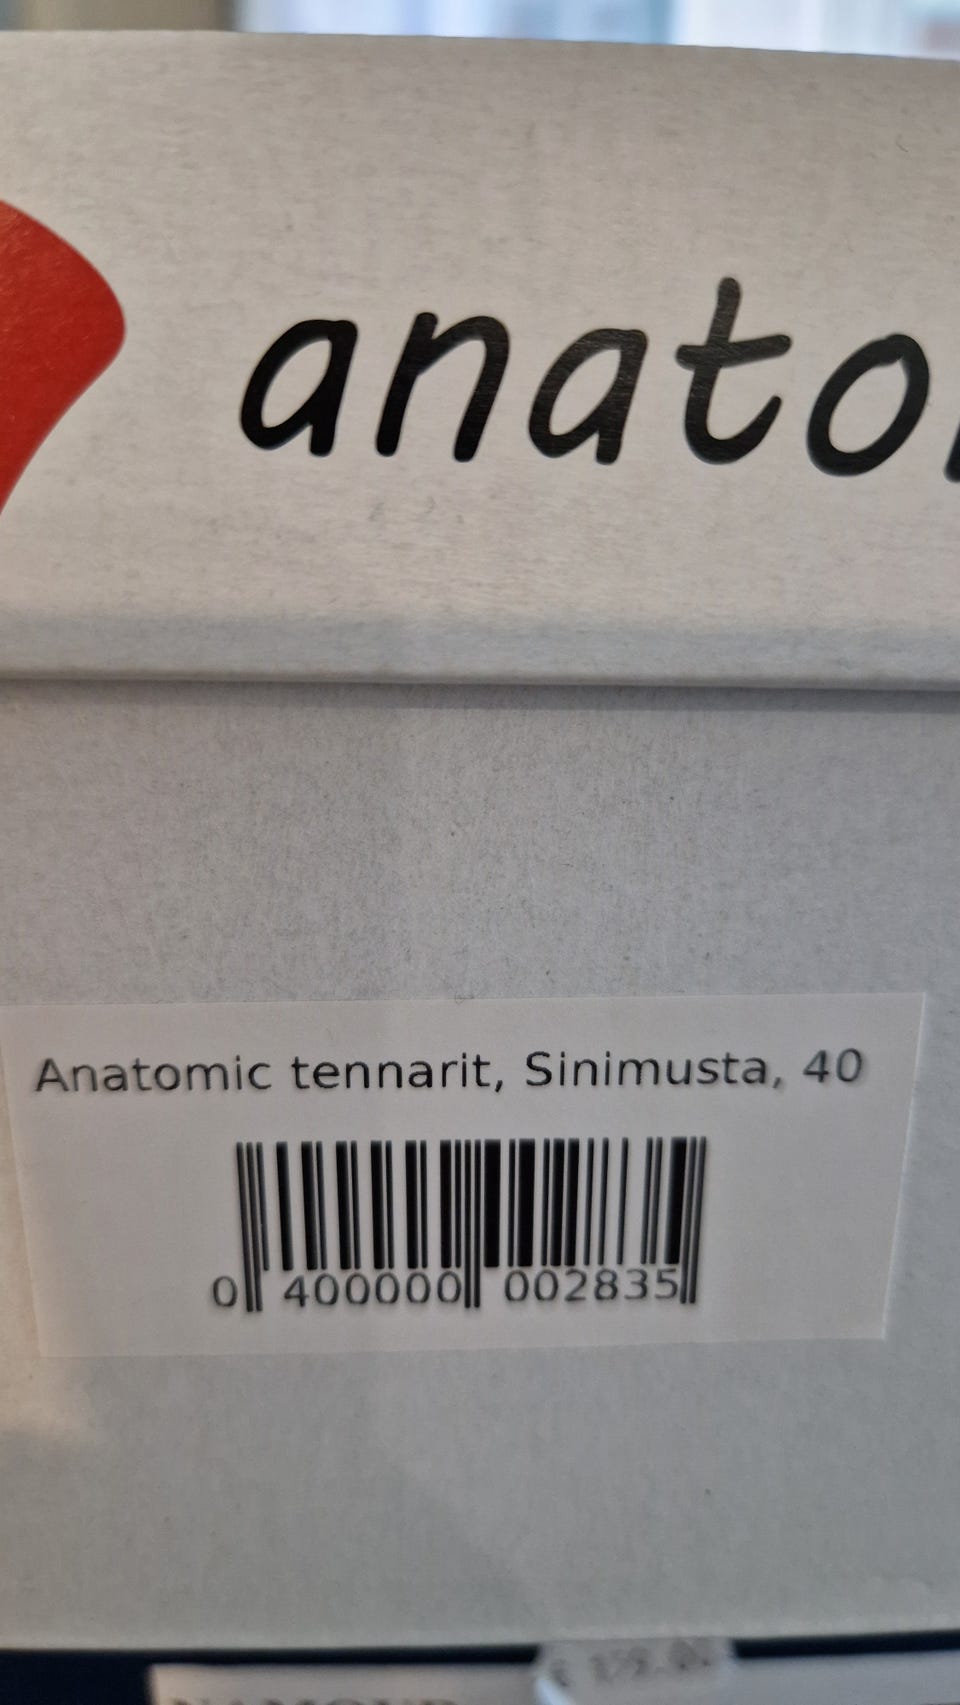 anato
Anatomic tennarit, Sinimusta, 40
0 400000 002835